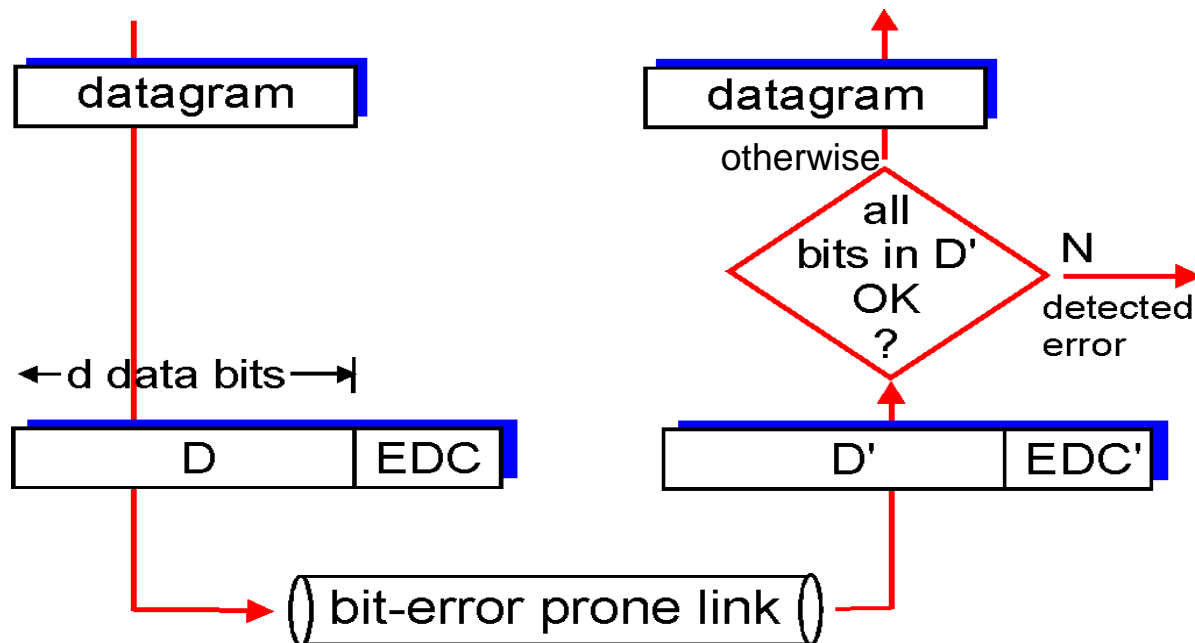 datagram
d data bits
D
EDC
bit-error prone link
datagram
otherwise
all
bits in D'
OK
?
N
detected
error
D'
EDC'